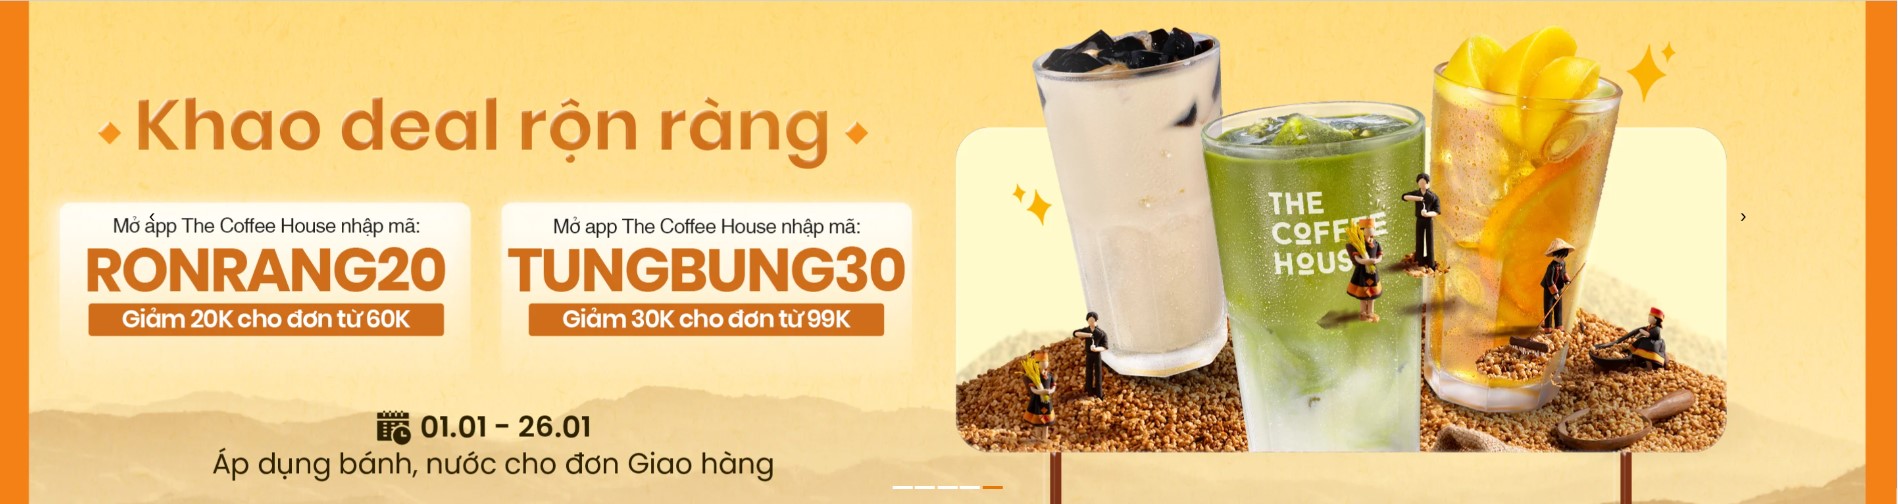 Khao deal rộn ràng
Mở ấpp The Coffee House nhập mã:
RONRANG20
Giảm 20K cho đơn từ 60K
Mở app The Coffee House nhập mã:
TUNGBUNG30
Giảm 30K cho đơn từ 99K
01.01 - 26.01
Áp dụng bánh, nước cho đơn Giao hàng
THE
COFFEE
HOUS